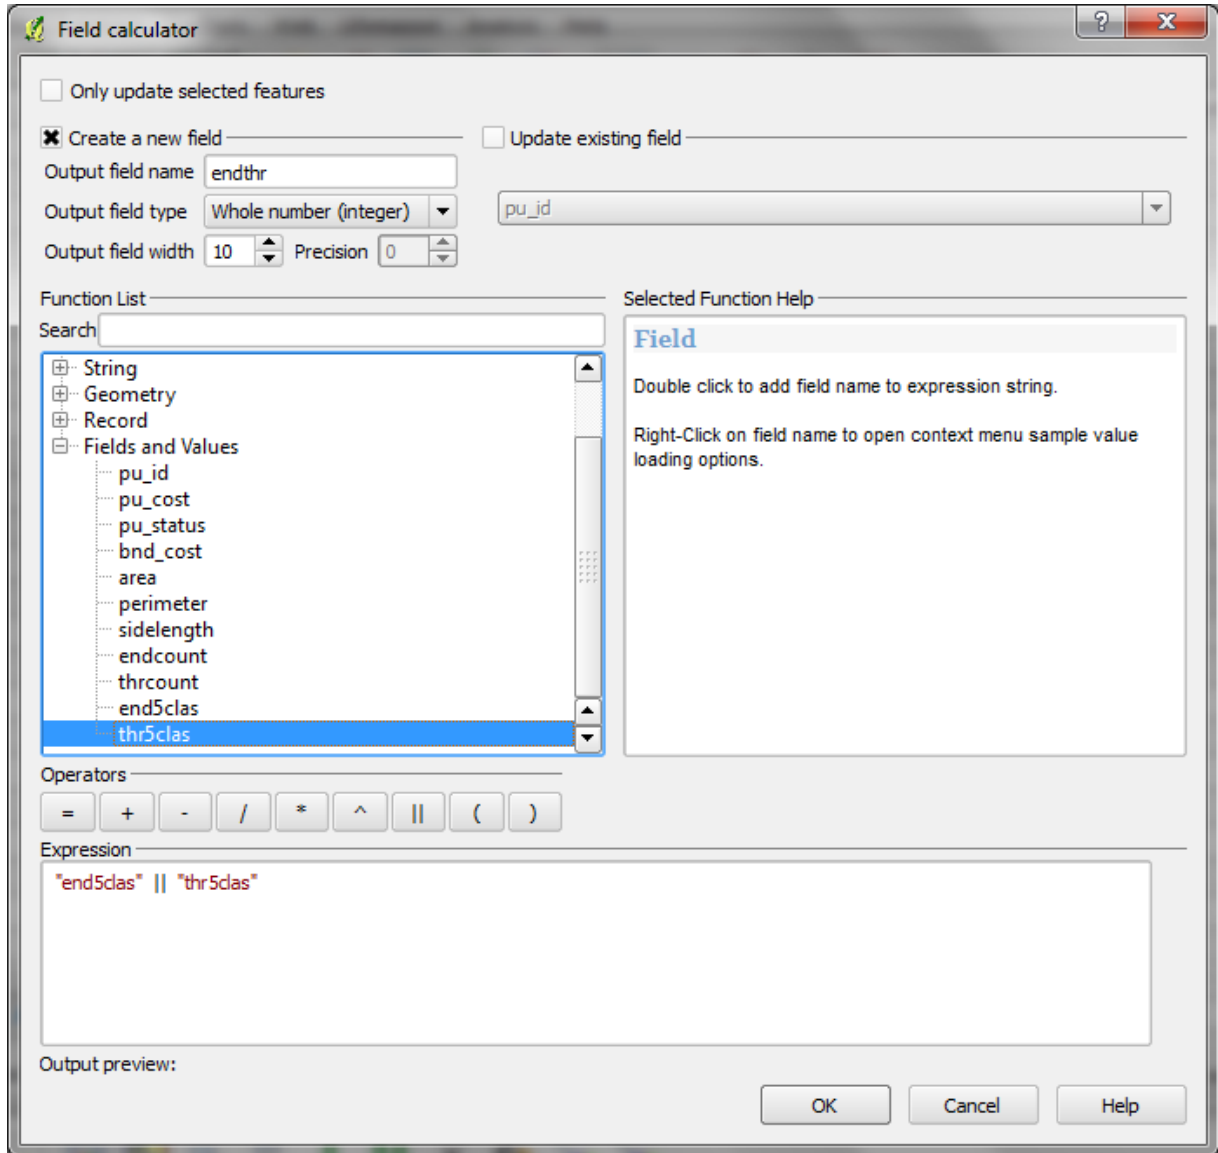 Field calculator
Only update selected features
Create a new field
Update existing field
Output field name endthr
Output field type Whole number (integer)
pu_id
Output field width 10 Precision 0
Function List
Selected Function Help
Search
String
Geometry
Record
Fields and Values
pu_id
pu_cost
pu_status
bnd_cost
area
perimeter
sidelength
endcount
thrcount
end5clas
thr5clas
Field
Double click to add field name to expression string.
Right-Click on field name to open context menu sample value
loading options.
Operators
= + - / * ^ || ( )
Expression
"end5clas" || "thr5clas"
Output preview:
OK Cancel Help